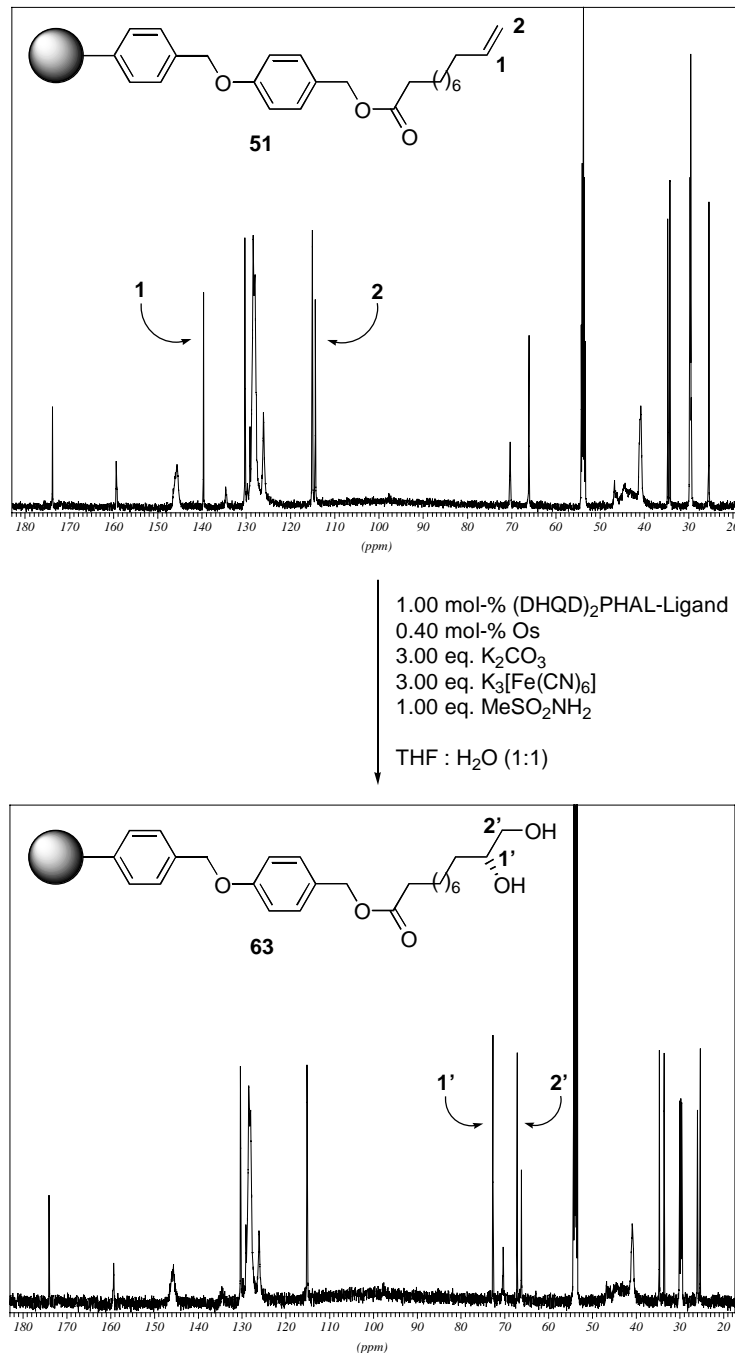 2
1
O
( )6
O
O
51
1
2
180 170 160 150 140 130 120 110 100 90 80 70 60 50 40 30 20
(ppm)
1.00 mol-% (DHQD)2PHAL-Ligand
0.40 mol-% Os
3.00 eq. K2CO3
3.00 eq. K3[Fe(CN)6]
1.00 eq. MeSO2NH2
THF : H2O (1:1)
2’
OH
1’
O
( )6
OH
O
O
63
1’
2’
180 170 160 150 140 130 120 110 100 90 80 70 60 50 40 30 20
(ppm)